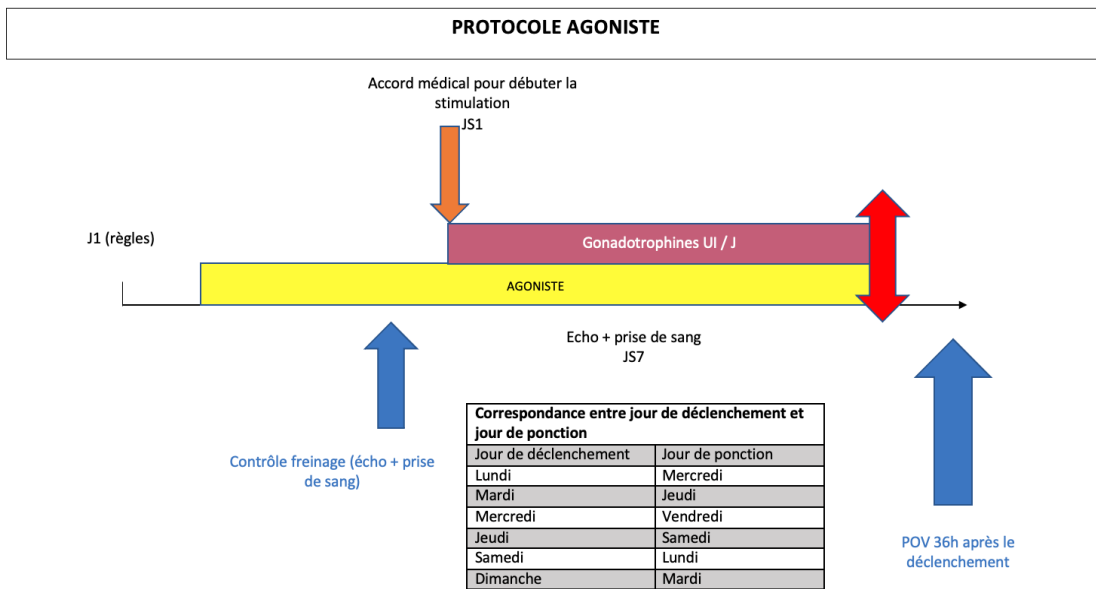 PROTOCOLE AGONISTE
Accord médical pour débuter la
stimulation
JS1
J1 (règles)
Gonadotrophines UI / J
AGONISTE
Echo + prise de sang
JS7
Contrôle freinage (écho + prise
de sang)
Correspondance entre jour de déclenchement et
jour de ponction
Jour de déclenchement Jour de ponction
Lundi Mercredi
Mardi Jeudi
Mercredi Vendredi
Jeudi Samedi
Samedi Lundi
Dimanche Mardi
POV 36h après le
déclenchement